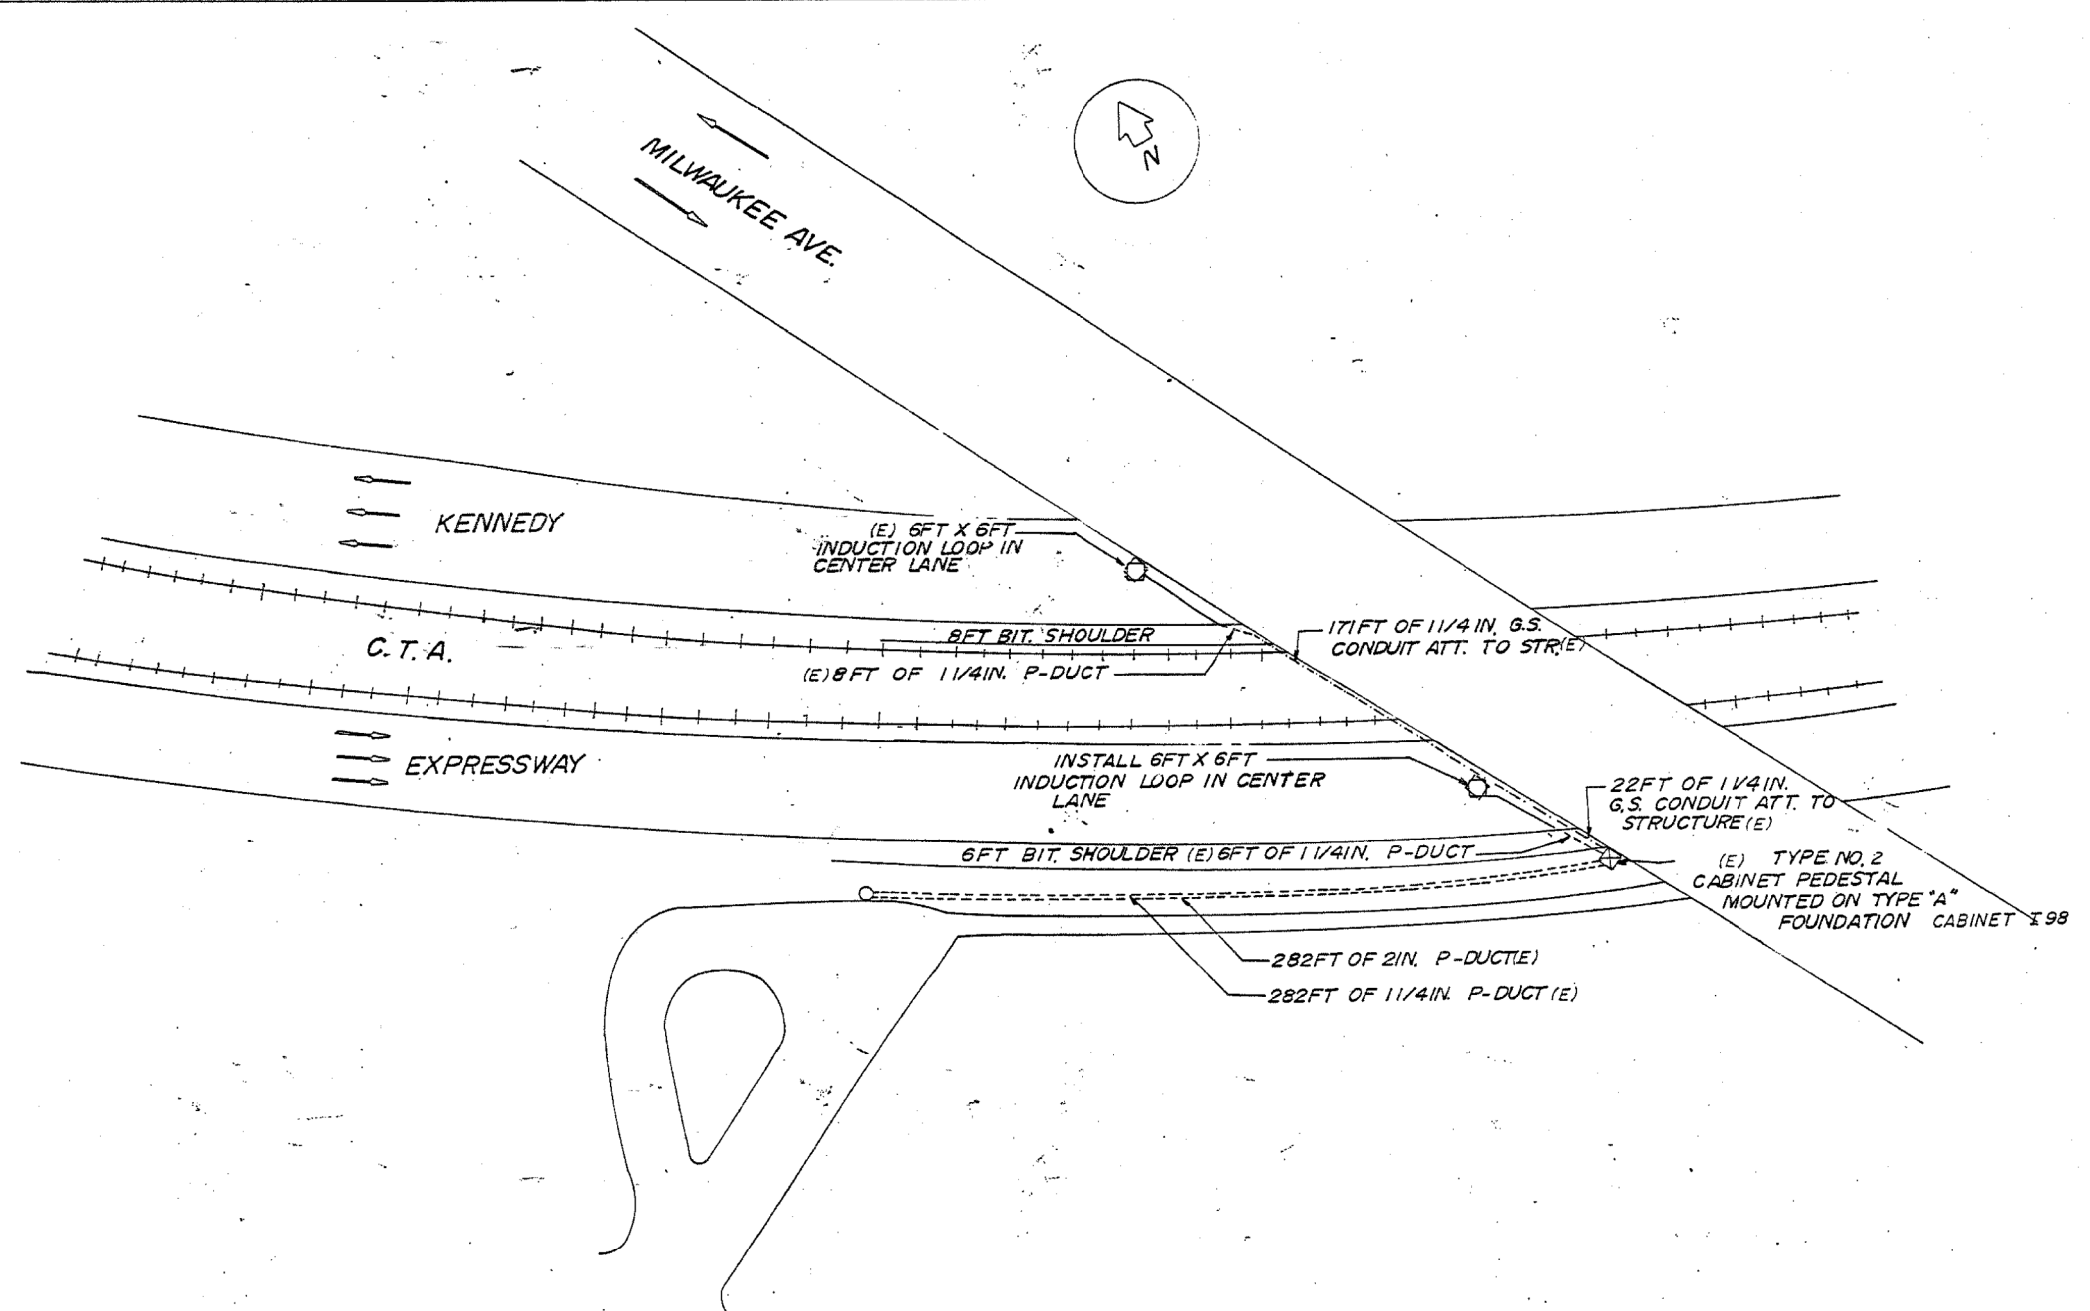 N
MILWAUKEE AVE.
KENNEDY
(E) 6FT X 6FT
INDUCTION LOOP IN
CENTER LANE
8FT BIT. SHOULDER
171FT OF 1 1/4 IN. G.S.
CONDUIT ATT. TO STR.(E)
C.T.A.
(E) 8FT OF 1 1/4IN. P-DUCT
EXPRESSWAY
INSTALL 6FT X 6FT
INDUCTION LOOP IN CENTER
LANE
22FT OF 1 1/4 IN.
G.S. CONDUIT ATT. TO
STRUCTURE (E)
6FT BIT. SHOULDER (E) 6FT OF 1 1/4IN. P-DUCT
(E) TYPE NO. 2
CABINET PEDESTAL
MOUNTED ON TYPE "A"
FOUNDATION CABINET I 98
282FT OF 2IN. P-DUCT(E)
282FT OF 1 1/4IN. P-DUCT (E)